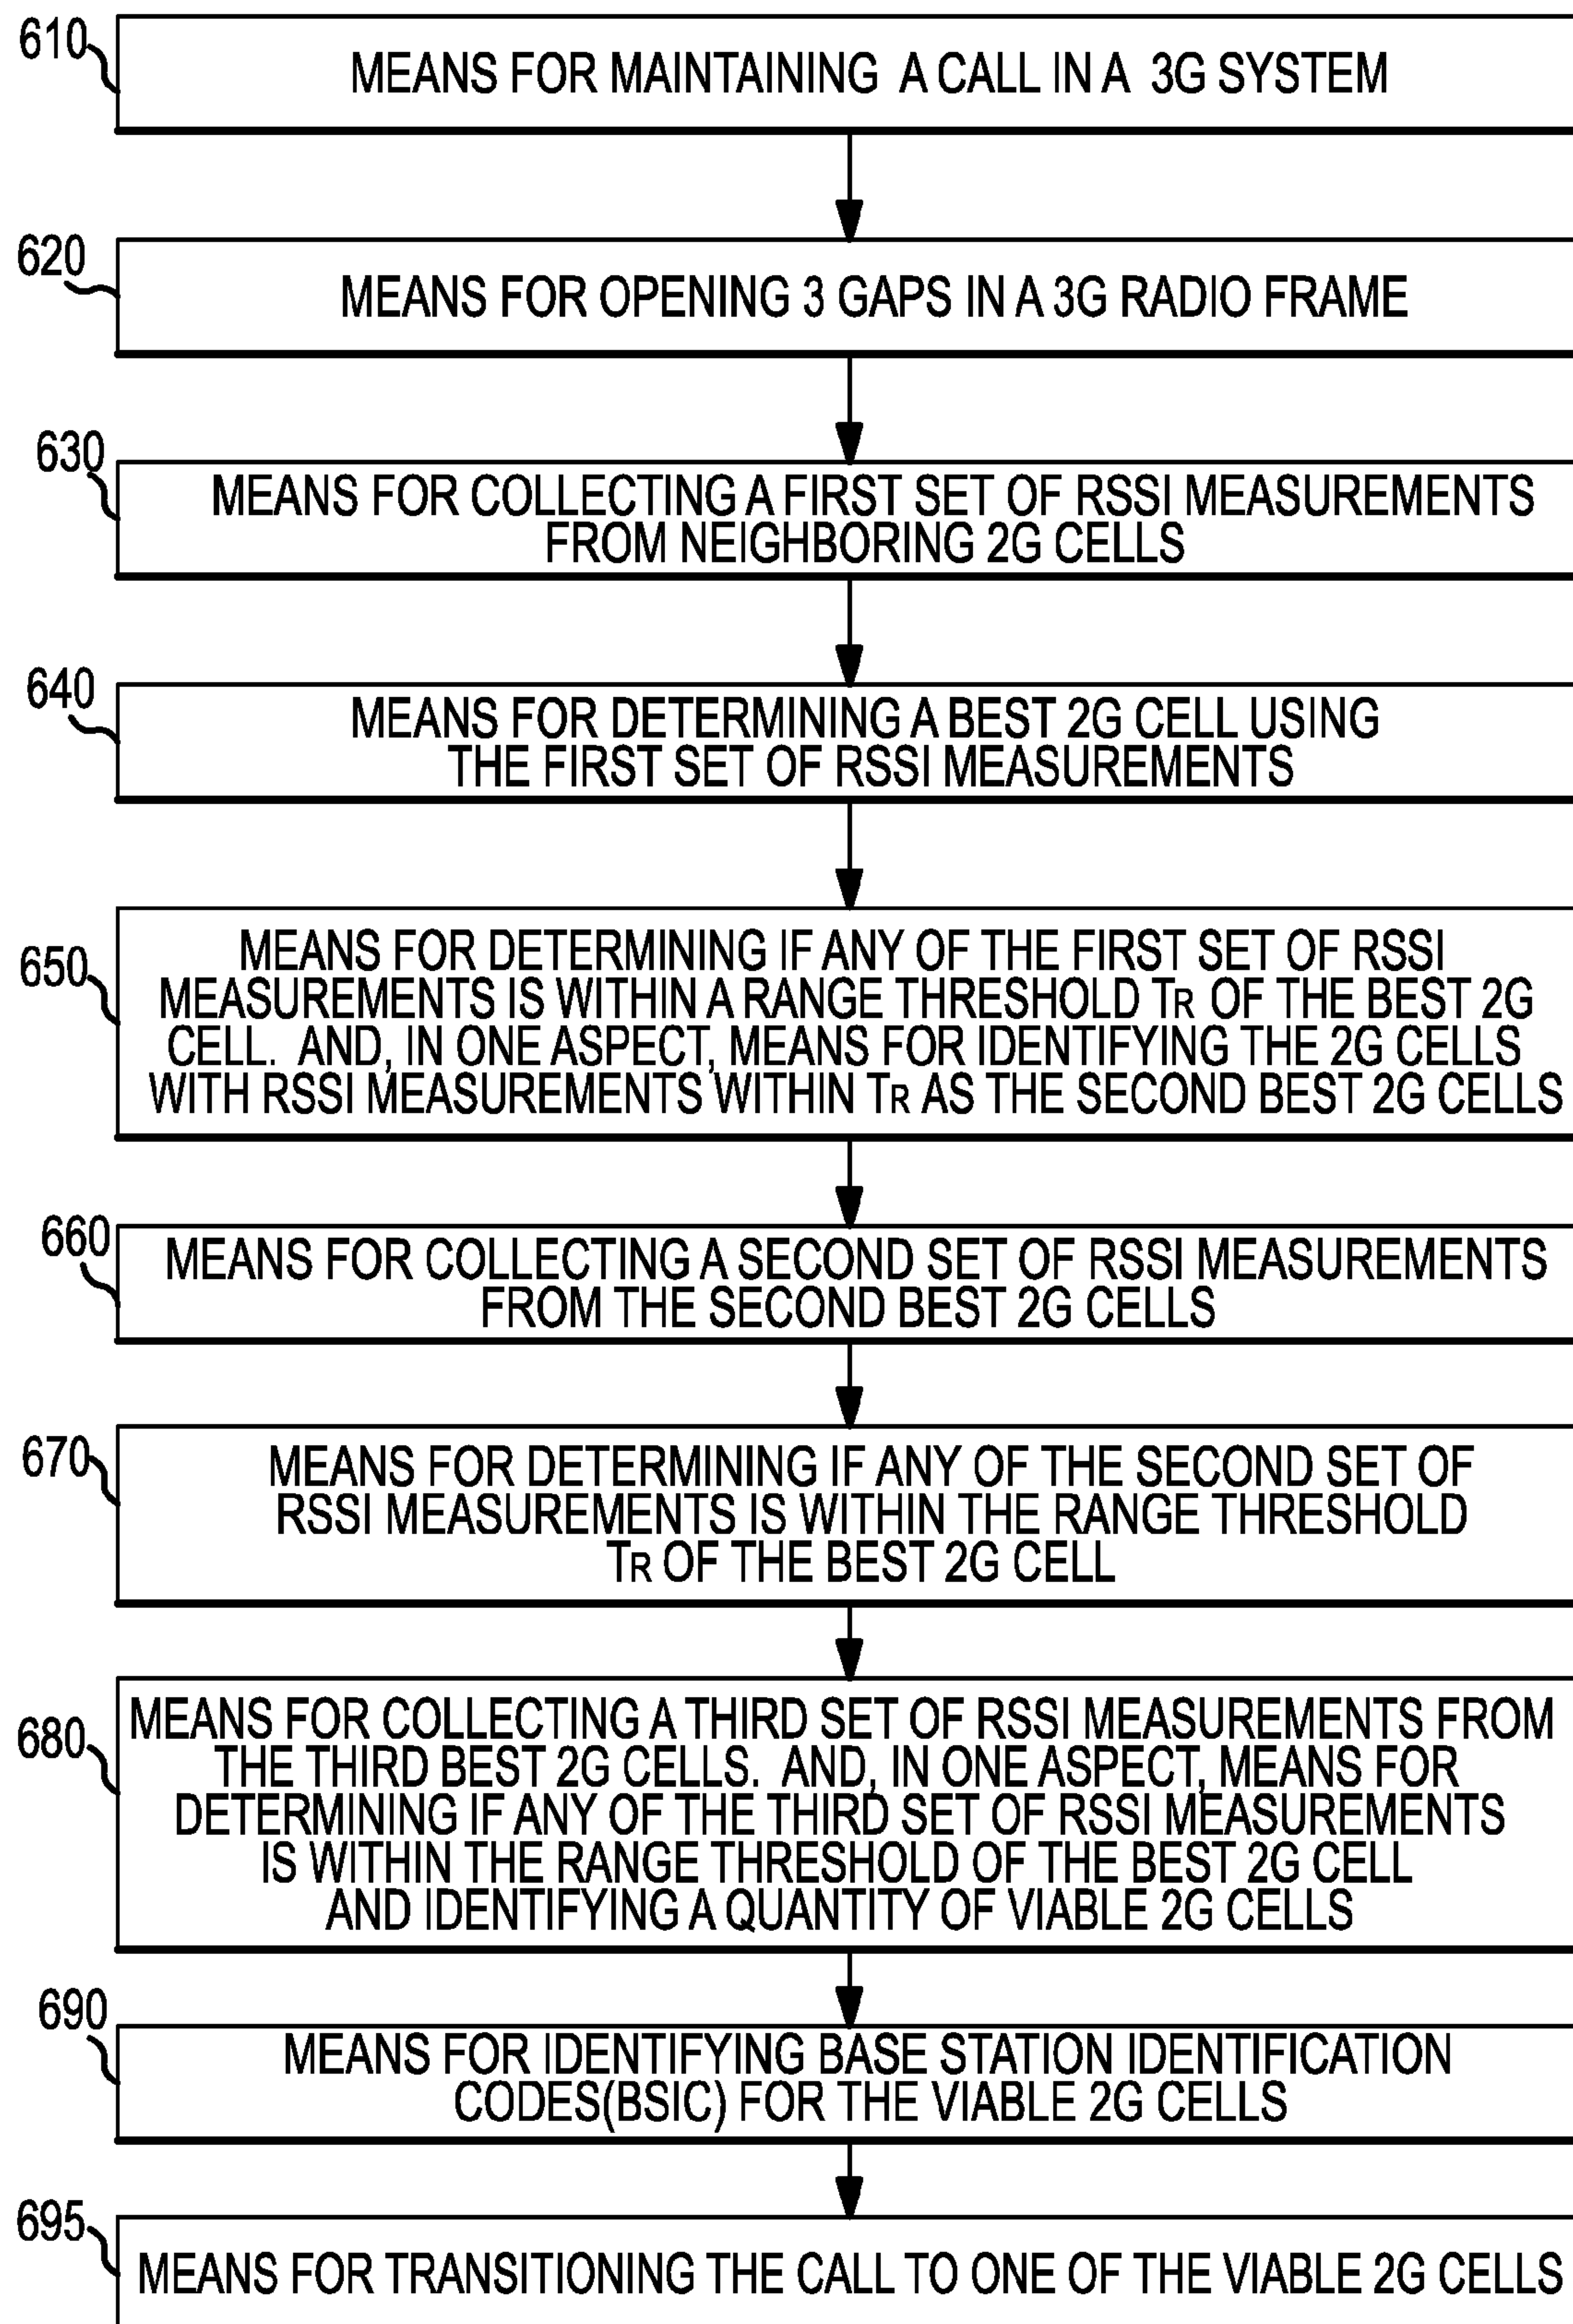 610
MEANS FOR MAINTAINING A CALL IN A 3G SYSTEM
620
MEANS FOR OPENING 3 GAPS IN A 3G RADIO FRAME
630
MEANS FOR COLLECTING A FIRST SET OF RSSI MEASUREMENTS
FROM NEIGHBORING 2G CELLS
640
MEANS FOR DETERMINING A BEST 2G CELL USING
THE FIRST SET OF RSSI MEASUREMENTS
650
MEANS FOR DETERMINING IF ANY OF THE FIRST SET OF RSSI
MEASUREMENTS IS WITHIN A RANGE THRESHOLD TR OF THE BEST 2G
CELL. AND, IN ONE ASPECT, MEANS FOR IDENTIFYING THE 2G CELLS
WITH RSSI MEASUREMENTS WITHIN TR AS THE SECOND BEST 2G CELLS
660
MEANS FOR COLLECTING A SECOND SET OF RSSI MEASUREMENTS
FROM THE SECOND BEST 2G CELLS
670
MEANS FOR DETERMINING IF ANY OF THE SECOND SET OF
RSSI MEASUREMENTS IS WITHIN THE RANGE THRESHOLD
TR OF THE BEST 2G CELL
680
MEANS FOR COLLECTING A THIRD SET OF RSSI MEASUREMENTS FROM
THE THIRD BEST 2G CELLS. AND, IN ONE ASPECT, MEANS FOR
DETERMINING IF ANY OF THE THIRD SET OF RSSI MEASUREMENTS
IS WITHIN THE RANGE THRESHOLD OF THE BEST 2G CELL
AND IDENTIFYING A QUANTITY OF VIABLE 2G CELLS
690
MEANS FOR IDENTIFYING BASE STATION IDENTIFICATION
CODES(BSIC) FOR THE VIABLE 2G CELLS
695
MEANS FOR TRANSITIONING THE CALL TO ONE OF THE VIABLE 2G CELLS